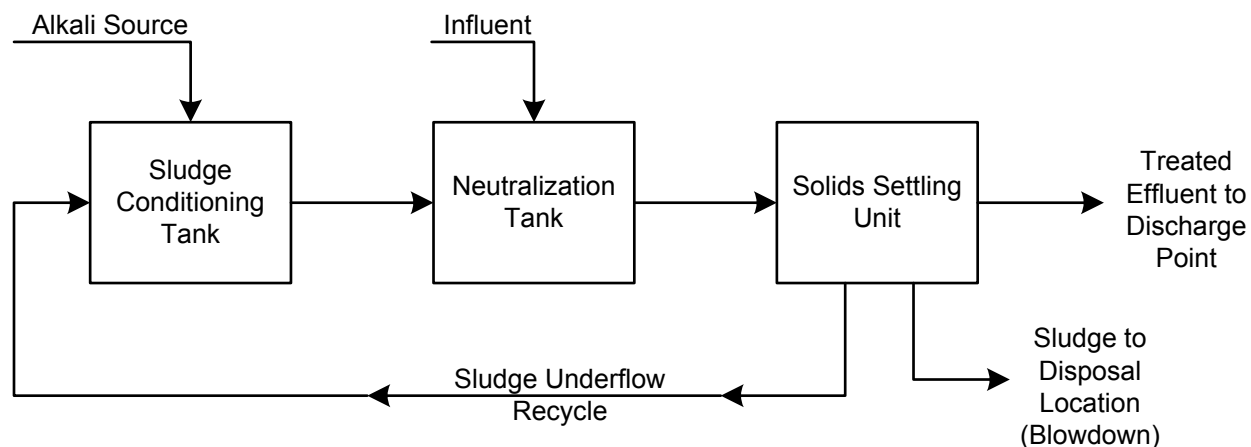 Alkali Source
Influent
Sludge
Conditioning
Tank
Neutralization
Tank
Solids Settling
Unit
Treated
Effluent to
Discharge
Point
Sludge Underflow
Recycle
Sludge to
Disposal
Location
(Blowdown)